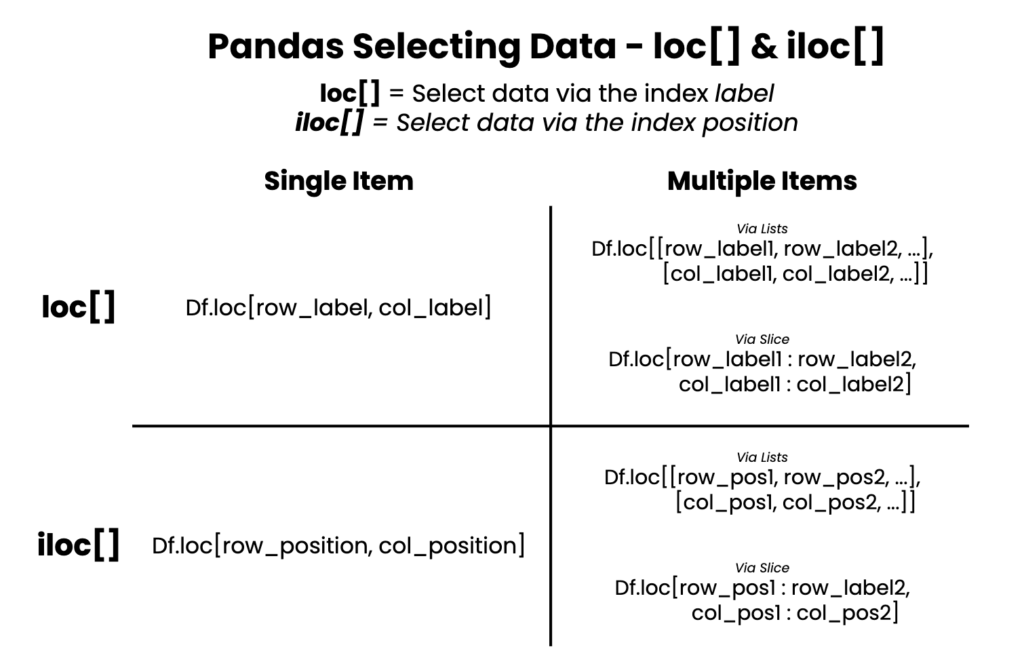 Pandas Selecting Data - loc[] & iloc[]
loc[] = Select data via the index label
iloc[] = Select data via the index position
Single Item
Multiple Items
loc[]
Df.loc[row_label, col_label]
Via Lists
Df.loc[[row_label1, row_label2, ...],
[col_label1, col_label2, ...]]
Via Slice
Df.loc[row_label1 : row_label2,
col_label1 : col_label2]
iloc[]
Df.loc[row_position, col_position]
Via Lists
Df.loc[[row_pos1, row_pos2, ...],
[col_pos1, col_pos2, ...]]
Via Slice
Df.loc[row_pos1 : row_label2,
col_pos1 : col_pos2]